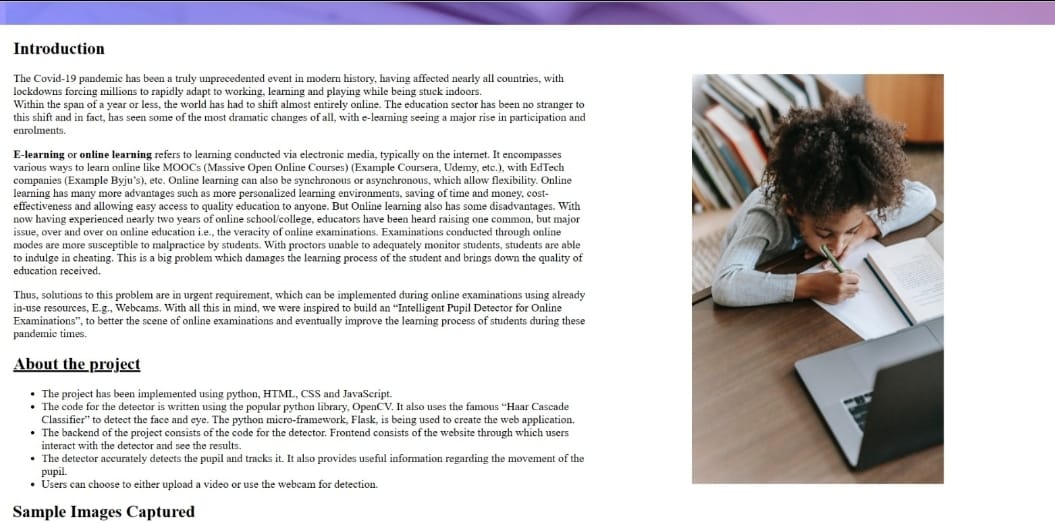 Introduction
The Covid-19 pandemic has been a truly unprecedented event in modern history, having affected nearly all countries, with
lockdowns forcing millions to rapidly adapt to working, learning and playing while being stuck indoors.
Within the span of a year or less, the world has had to shift almost entirely online. The education sector has been no stranger to
this shift and in fact, has seen some of the most dramatic changes of all, with e-learning seeing a major rise in participation and
enrolments.
E-learning or online learning refers to learning conducted via electronic media, typically on the internet. It encompasses
various ways to learn online like MOOCs (Massive Open Online Courses) (Example Coursera, Udemy, etc.), with EdTech
companies (Example Byju's), etc. Online learning can also be synchronous or asynchronous, which allow flexibility. Online
learning has many more advantages such as more personalized learning environments, saving of time and money, cost-
effectiveness and allowing easy access to quality education to anyone. But Online learning also has some disadvantages. With
now having experienced nearly two years of online school/college, educators have been heard raising one common, but major
issue, over and over on online education i.e., the veracity of online examinations. Examinations conducted through online
modes are more susceptible to malpractice by students. With proctors unable to adequately monitor students, students are able
to indulge in cheating. This is a big problem which damages the learning process of the student and brings down the quality of
education received.
Thus, solutions to this problem are in urgent requirement, which can be implemented during online examinations using already
in-use resources, E.g., Webcams. With all this in mind, we were inspired to build an “Intelligent Pupil Detector for Online
Examinations”, to better the scene of online examinations and eventually improve the learning process of students during these
pandemic times.
About the project
• The project has been implemented using python, HTML, CSS and JavaScript.
• The code for the detector is written using the popular python library, OpenCV. It also uses the famous “Haar Cascade
Classifier” to detect the face and eye. The python micro-framework, Flask, is being used to create the web application.
• The backend of the project consists of the code for the detector. Frontend consists of the website through which users
interact with the detector and see the results.
• The detector accurately detects the pupil and tracks it. It also provides useful information regarding the movement of the
pupil.
• Users can choose to either upload a video or use the webcam for detection.
Sample Images Captured